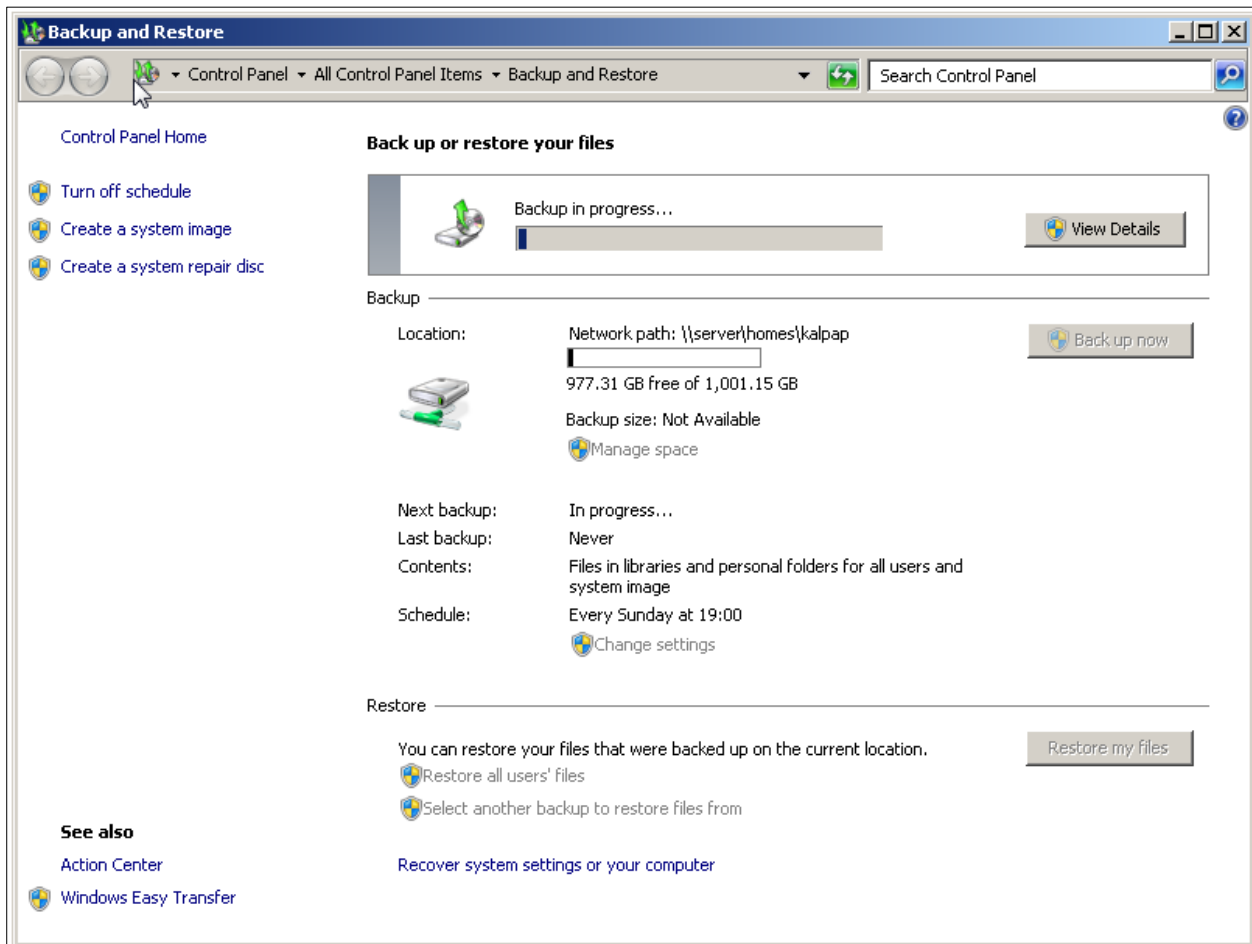 Backup and Restore
Control Panel All Control Panel Items Backup and Restore
Search Control Panel
Control Panel Home
Turn off schedule
Create a system image
Create a system repair disc
Back up or restore your files
Backup in progress...
View Details
Backup
Location:
Network path: \\server\homes\kalpap
Back up now
977.31 GB free of 1,001.15 GB
Backup size: Not Available
Manage space
Next backup:
In progress...
Last backup:
Never
Contents:
Files in libraries and personal folders for all users and
system image
Schedule:
Every Sunday at 19:00
Change settings
Restore
You can restore your files that were backed up on the current location.
Restore my files
Restore all users' files
Select another backup to restore files from
Recover system settings or your computer
See also
Action Center
Windows Easy Transfer